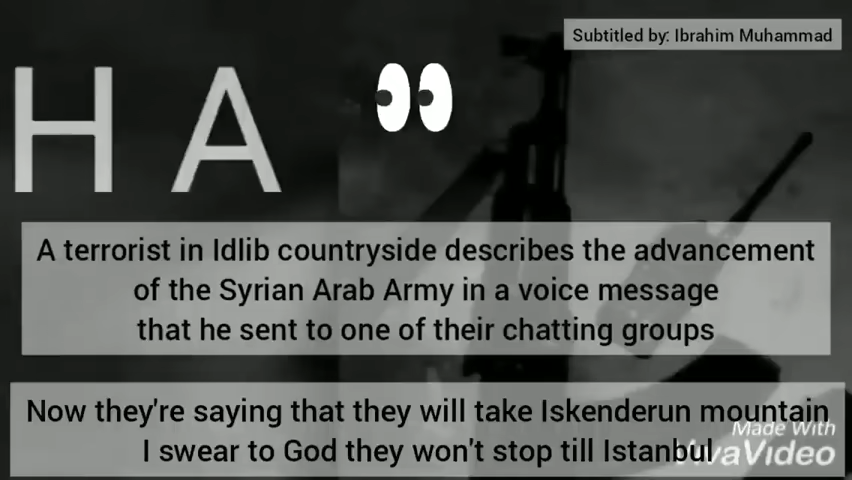 Subtitled by: Ibrahim Muhammad
H A
A terrorist in Idlib countryside describes the advancement
of the Syrian Arab Army in a voice message
that he sent to one of their chatting groups
Now they're saying that they will take Iskenderun mountain
I swear to God they won't stop till Istanbul
Made With
VivaVideo